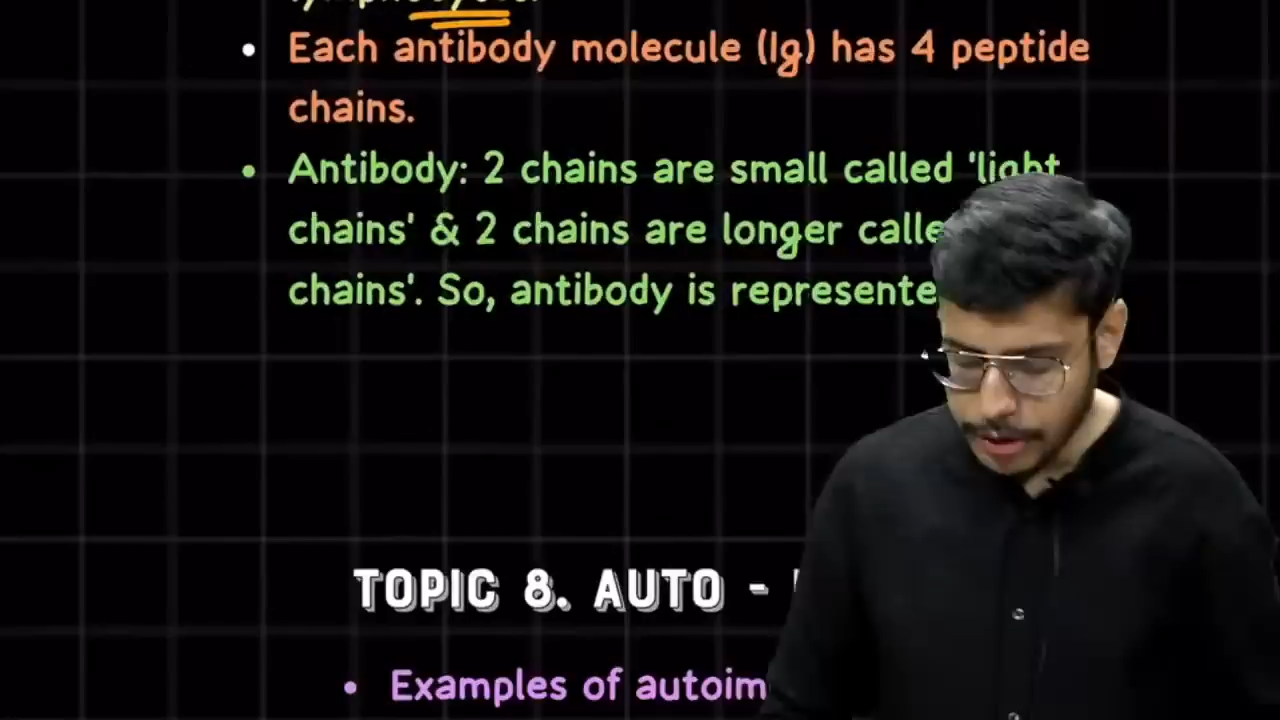 Each antibody molecule (Ig) has 4 peptide
chains.
Antibody: 2 chains are small called 'light
chains' & 2 chains are longer calle
chains'. So, antibody is represente
TOPIC 8. AUTO -
Examples of autoim